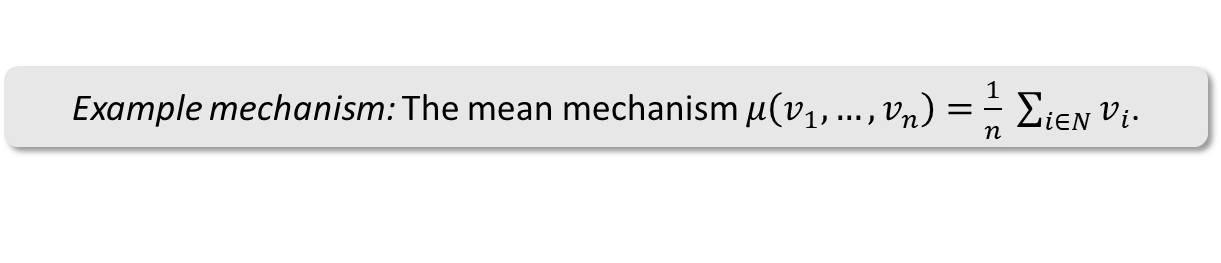 Example mechanism: The mean mechanism 𝜇(𝑣₁, … , 𝑣ₙ) = 1/𝑛 ∑_{𝑖∈𝑁} 𝑣ᵢ.